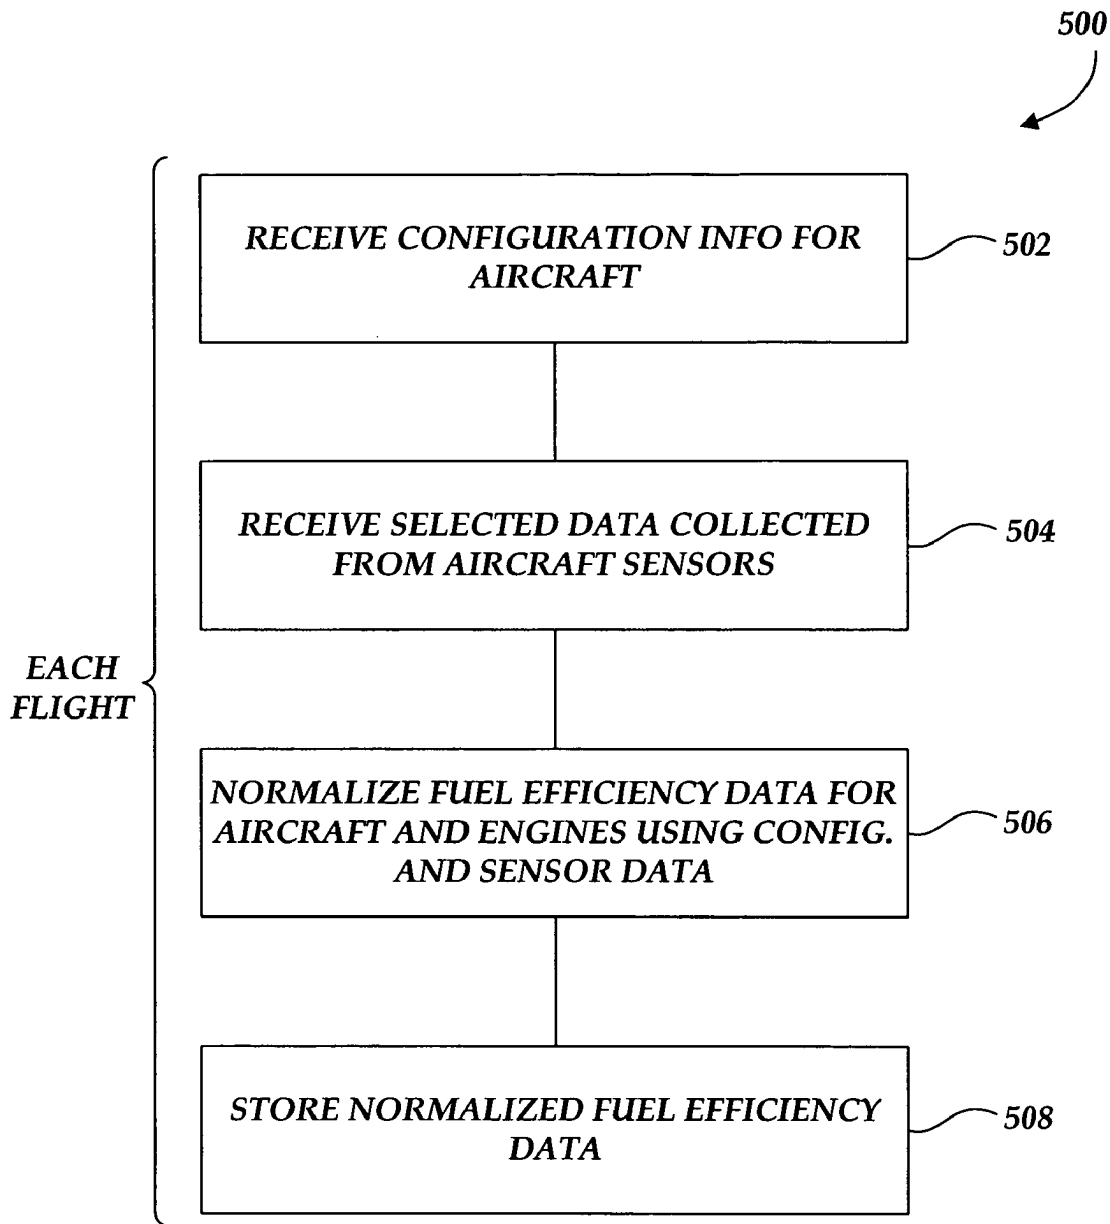 500
RECEIVE CONFIGURATION INFO FOR
AIRCRAFT
502
RECEIVE SELECTED DATA COLLECTED
FROM AIRCRAFT SENSORS
504
EACH
FLIGHT
NORMALIZE FUEL EFFICIENCY DATA FOR
AIRCRAFT AND ENGINES USING CONFIG.
AND SENSOR DATA
506
STORE NORMALIZED FUEL EFFICIENCY
DATA
508